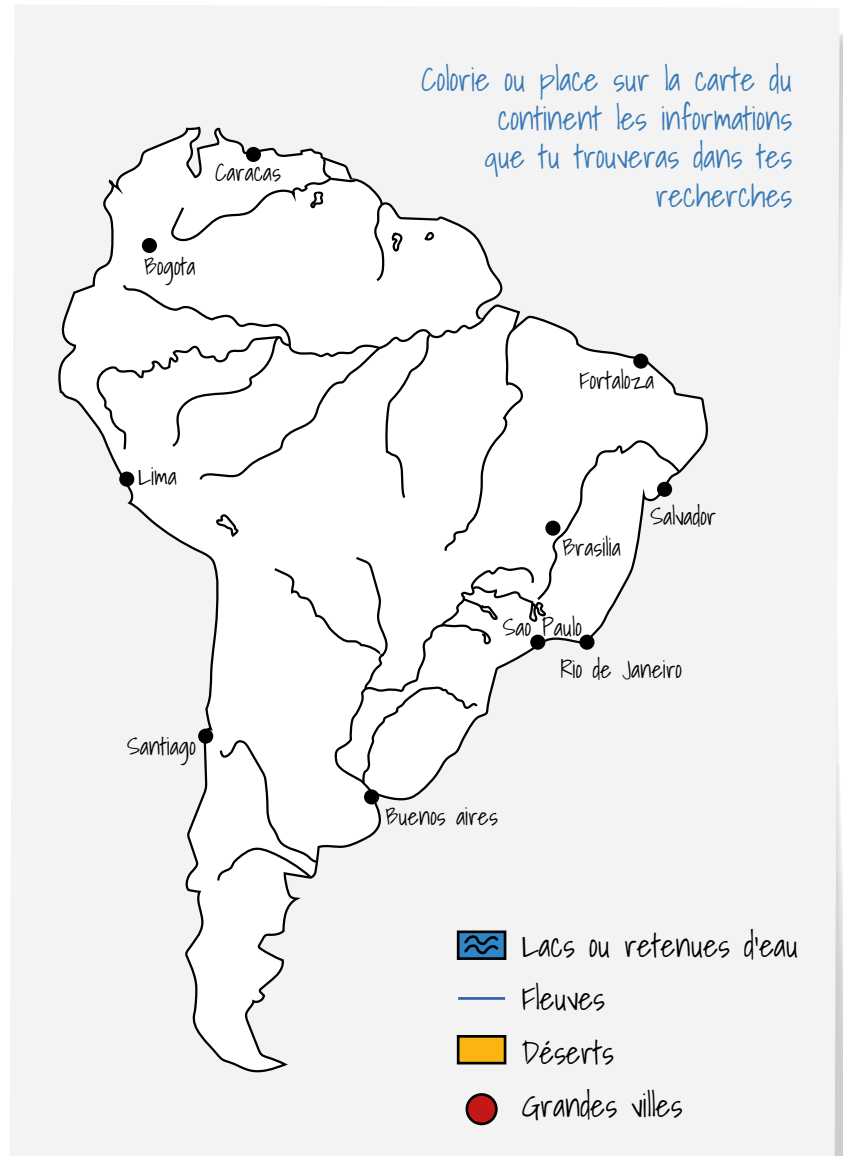 Colorie ou place sur la carte du
continent les informations
que tu trouveras dans tes
recherches
Caracas
Bogota
Fortaloza
Lima
Salvador
Brasilia
Sao Paulo
Rio de Janeiro
Santiago
Buenos aires
Lacs ou retenues d'eau
Fleuves
Déserts
Grandes villes